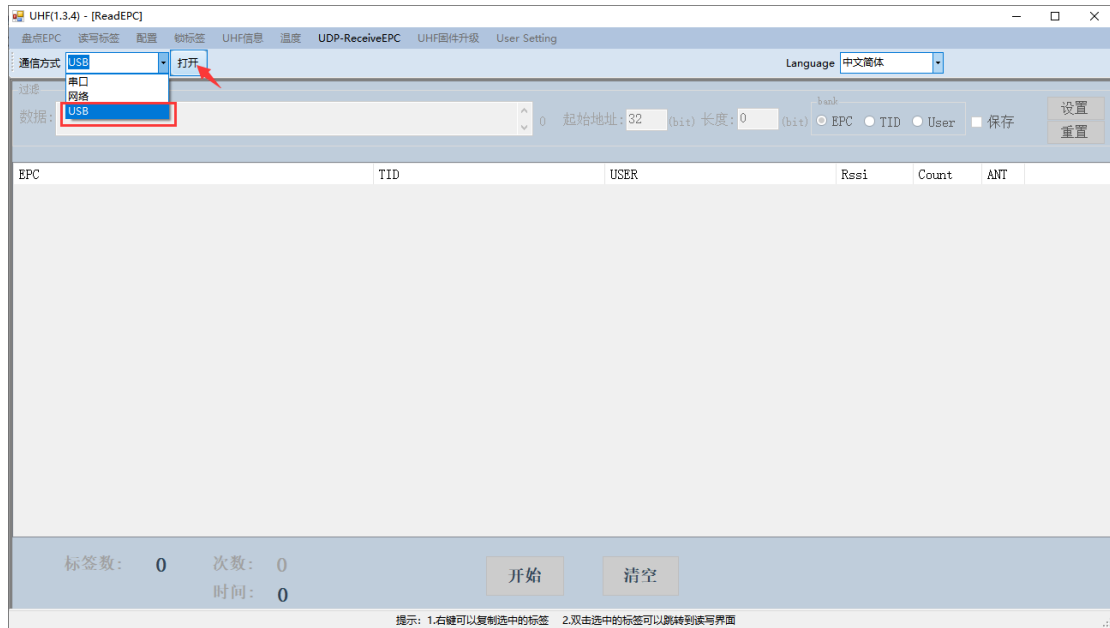 UHF(1.3.4) - [ReadEPC]
盘点EPC 读写标签 配置 锁标签 UHF信息 温度 UDP-ReceiveEPC UHF固件升级 User Setting
通信方式 USB 打开 Language 中文简体
串口
网络
USB
过滤
数据: 0 起始地址: 32 (bit) 长度: 0 (bit) bank EPC TID User 保存 设置
重置
EPC TID USER Rssi Count ANT
标签数: 0 次数: 0 开始 清空
时间: 0
提示: 1.右键可以复制选中的标签 2.双击选中的标签可以跳转到读写界面